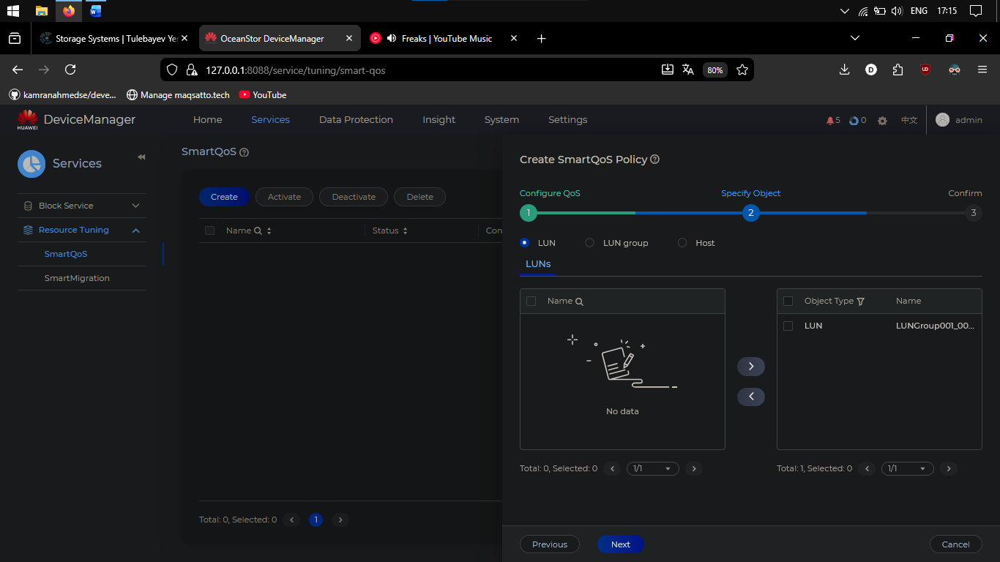 ENG 17:15
Storage Systems | Tulebayev Ye
OceanStor DeviceManager
Freaks | YouTube Music
127.0.0.1:8088/service/tuning/smart-qos
80%
kamranahmedse/deve...
Manage maqsatto.tech
YouTube
HUAWEI
DeviceManager
Home
Services
Data Protection
Insight
System
Settings
5
0
中文
admin
Services
Block Service
Resource Tuning
SmartQoS
SmartMigration
SmartQoS
Create
Activate
Deactivate
Delete
Name
Status
Con
Total: 0, Selected: 0
1
Create SmartQoS Policy
Configure QoS
Specify Object
Confirm
1
2
3
LUN
LUN group
Host
LUNs
Name
No data
Total: 0, Selected: 0
1/1
Object Type
Name
LUN
LUNGroup001_00...
Total: 1, Selected: 0
1/1
Previous
Next
Cancel